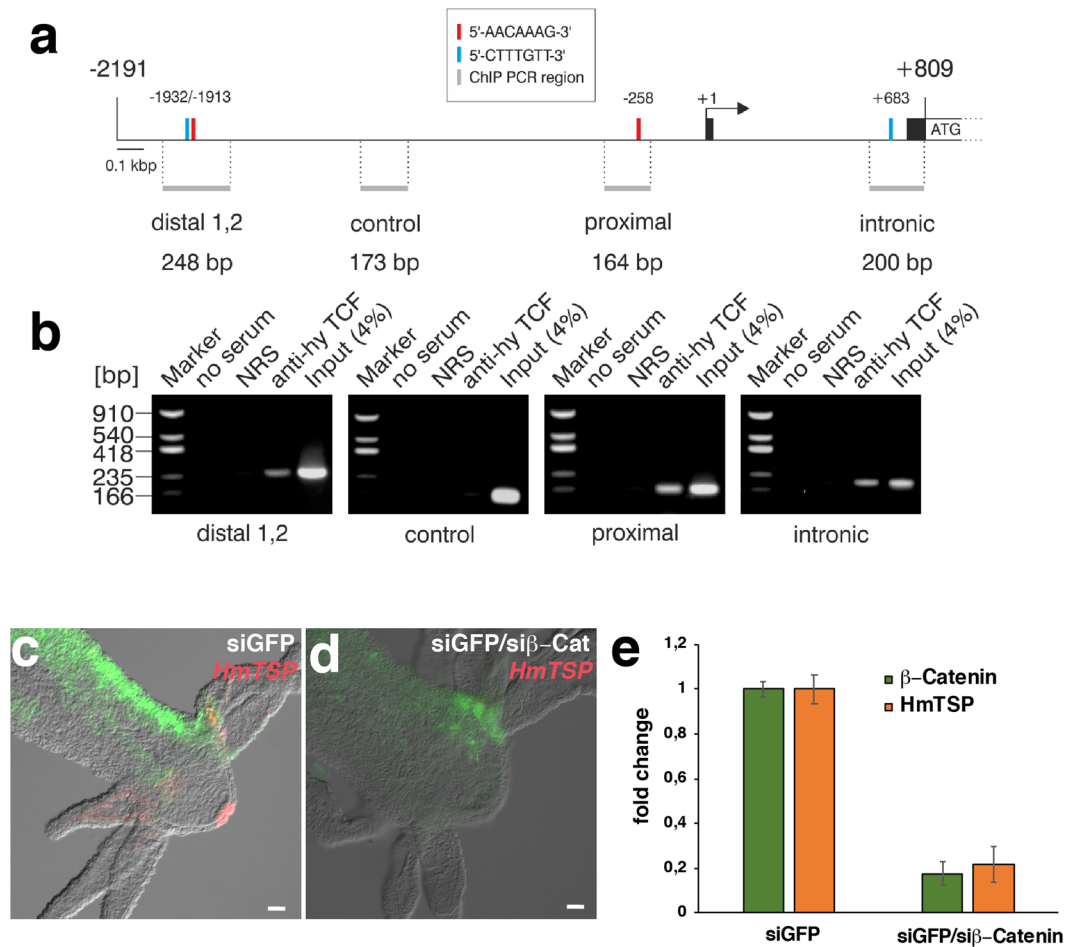 a
5'-AACAAAG-3'
5'-CTTTGTT-3'
ChIP PCR region
-2191
+809
-1932/-1913
-258
+1
+683
ATG
0.1 kbp
distal 1,2
control
proximal
intronic
248 bp
173 bp
164 bp
200 bp
b
[bp]
Marker
no serum
NRS
anti-hy TCF
Input (4%)
Marker
no serum
NRS
anti-hy TCF
Input (4%)
Marker
no serum
NRS
anti-hy TCF
Input (4%)
Marker
no serum
NRS
anti-hy TCF
Input (4%)
910
540
418
235
166
distal 1,2
control
proximal
intronic
c
siGFP
HmTSP
d
siGFP/siβ–Cat
HmTSP
e
fold change
1,2
1
0,8
0,6
0,4
0,2
0
β–Catenin
HmTSP
siGFP
siGFP/siβ–Catenin